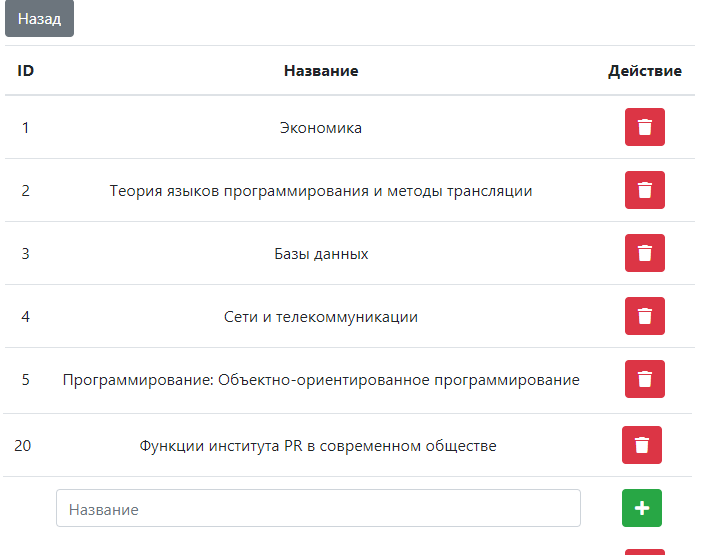 Назад
ID Название Действие
1 Экономика
2 Теория языков программирования и методы трансляции
3 Базы данных
4 Сети и телекоммуникации
5 Программирование: Объектно-ориентированное программирование
20 Функции института PR в современном обществе
Название